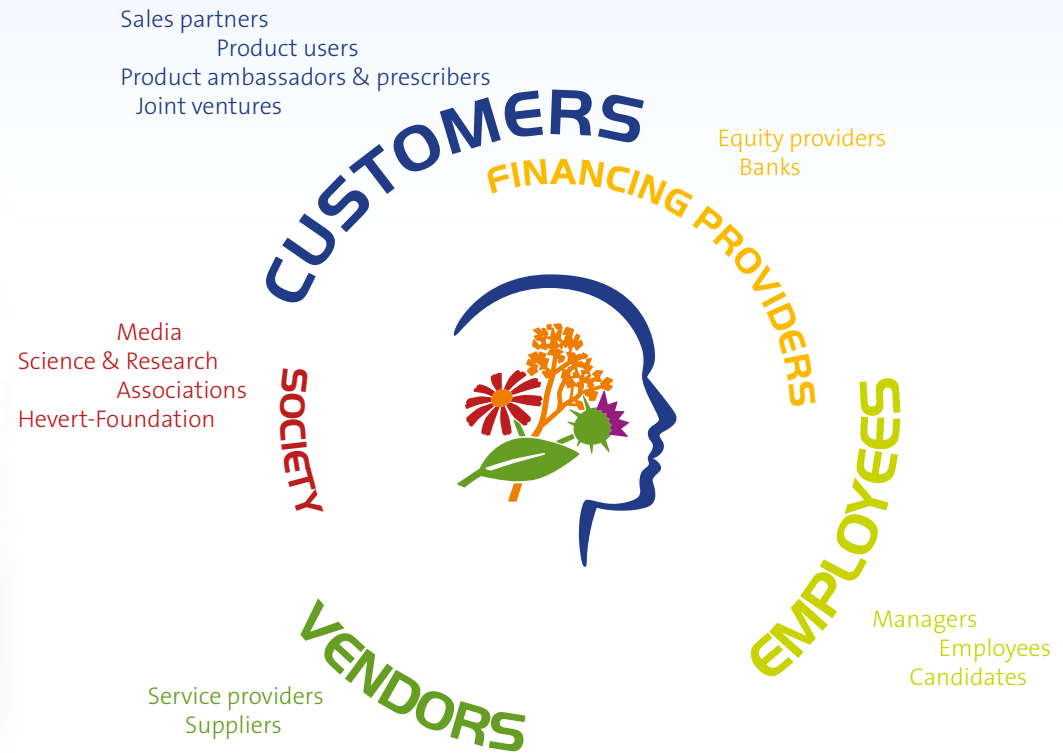 Sales partners
Product users
Product ambassadors & prescribers
Joint ventures
CUSTOMERS
FINANCING PROVIDERS
Equity providers
Banks
Media
Science & Research
Associations
Hevert-Foundation
SOCIETY
EMPLOYEES
Managers
Employees
Candidates
VENDORS
Service providers
Suppliers